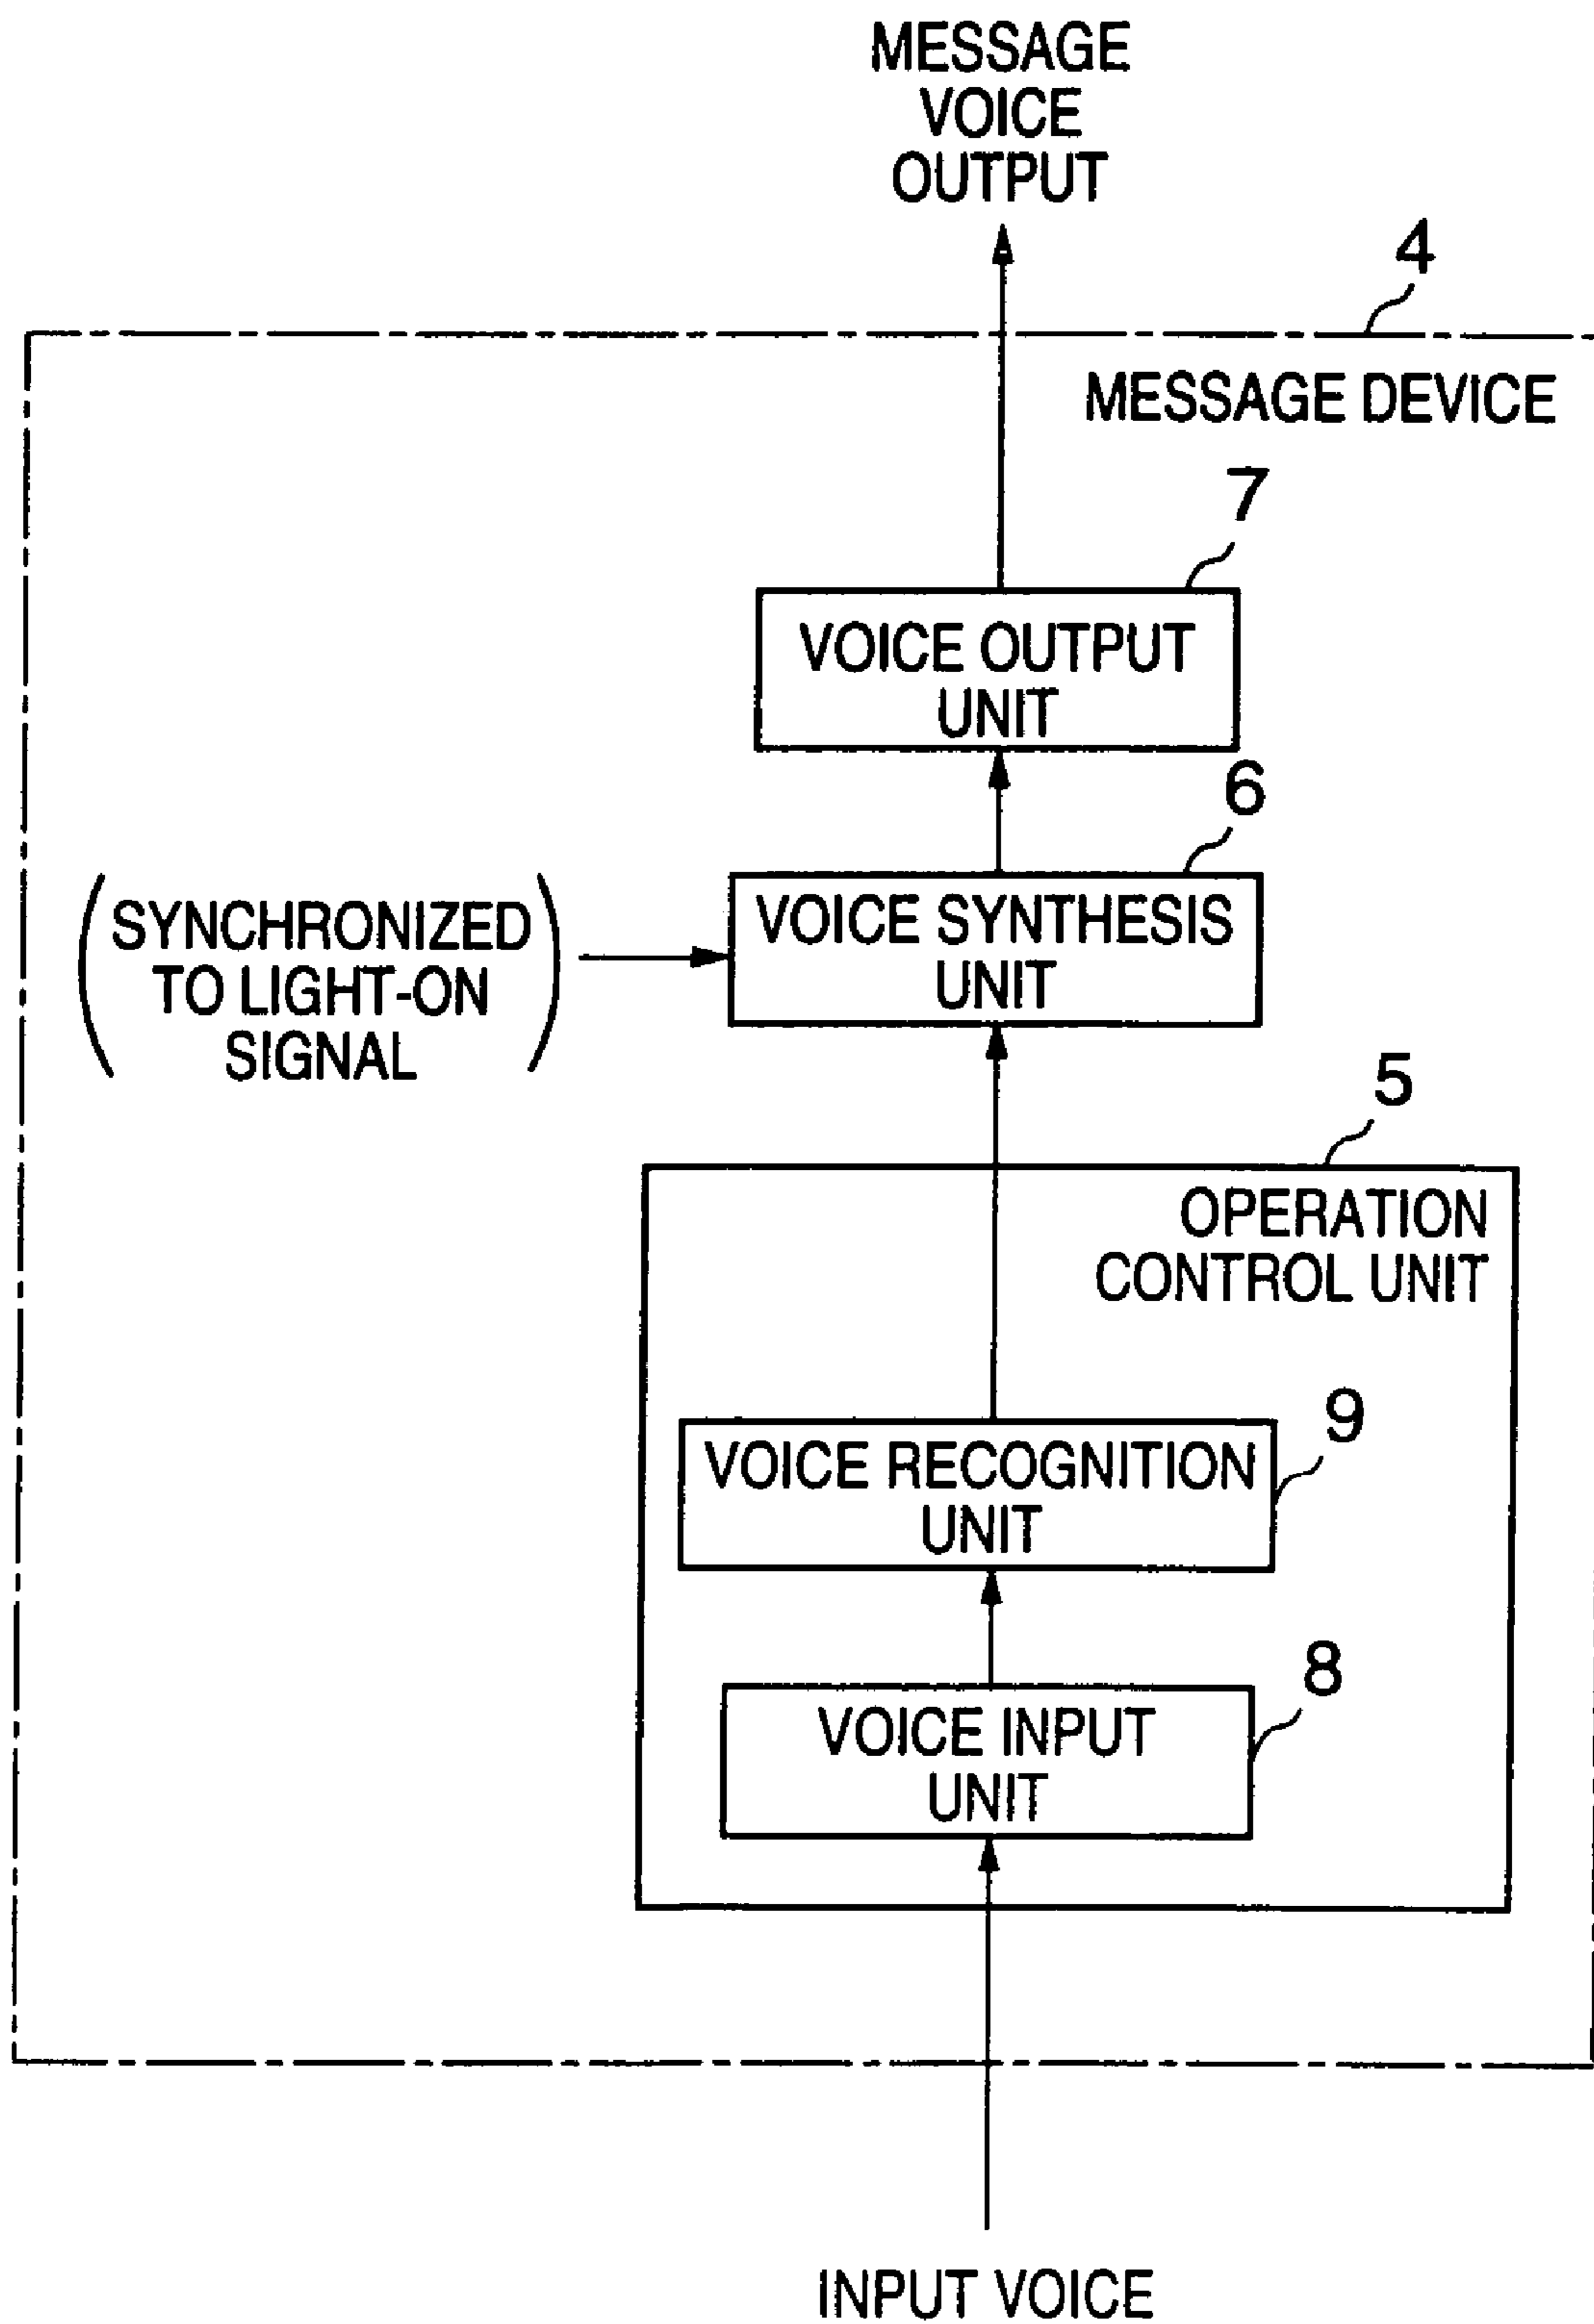 MESSAGE
VOICE
OUTPUT
4
MESSAGE DEVICE
7
VOICE OUTPUT
UNIT
6
VOICE SYNTHESIS
UNIT
(SYNCHRONIZED
TO LIGHT-ON
SIGNAL)
5
OPERATION
CONTROL UNIT
9
VOICE RECOGNITION
UNIT
8
VOICE INPUT
UNIT
INPUT VOICE